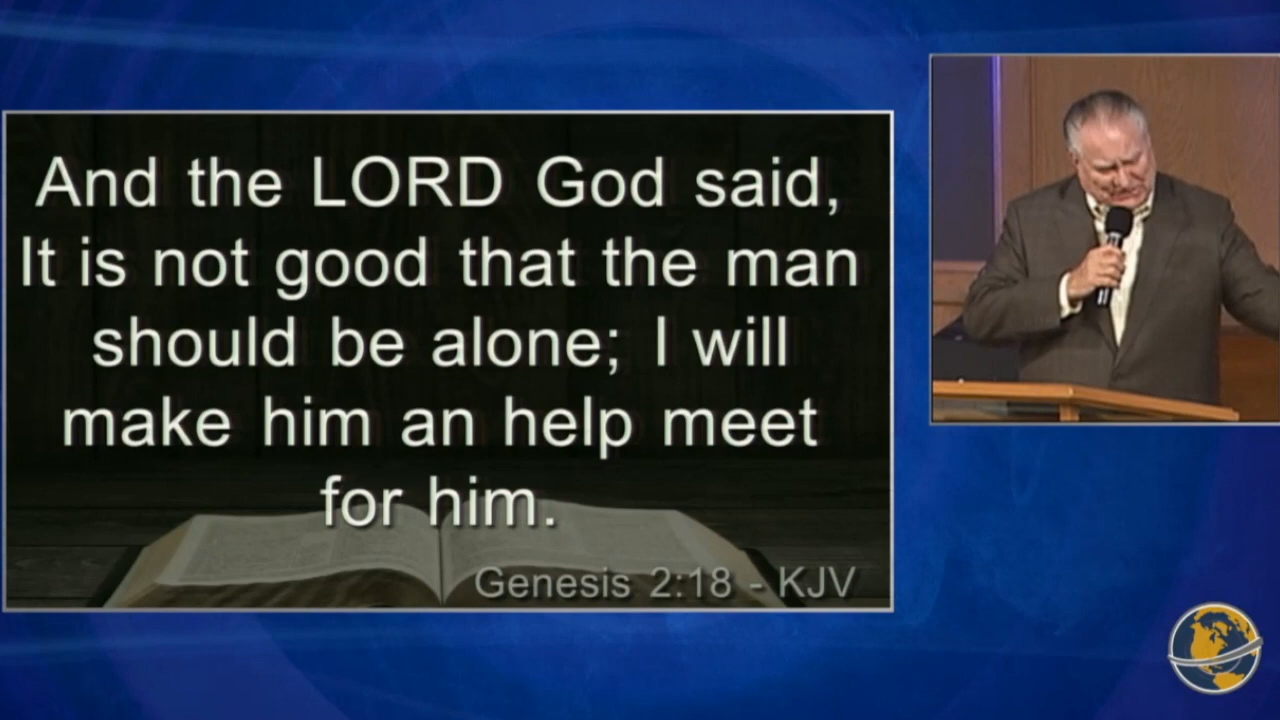 And the LORD God said,
It is not good that the man
should be alone; I will
make him an help meet
for him.
Genesis 2:18 - KJV